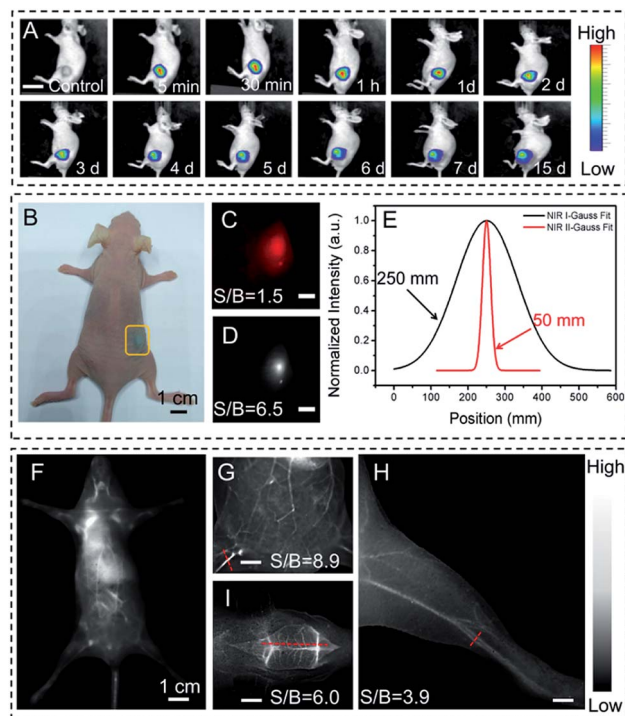 A
Control
5 min
30 min
1 h
1d
2 d
3 d
4 d
5 d
6 d
7 d
15 d
High
Low
B
1 cm
C
S/B=1.5
D
S/B=6.5
E
Normalized Intensity (a.u.)
1.0
0.8
0.6
0.4
0.2
0.0
NIR I-Gauss Fit
NIR II-Gauss Fit
250 mm
50 mm
0 100 200 300 400 500 600
Position (mm)
F
1 cm
G
S/B=8.9
H
S/B=3.9
I
S/B=6.0
High
Low